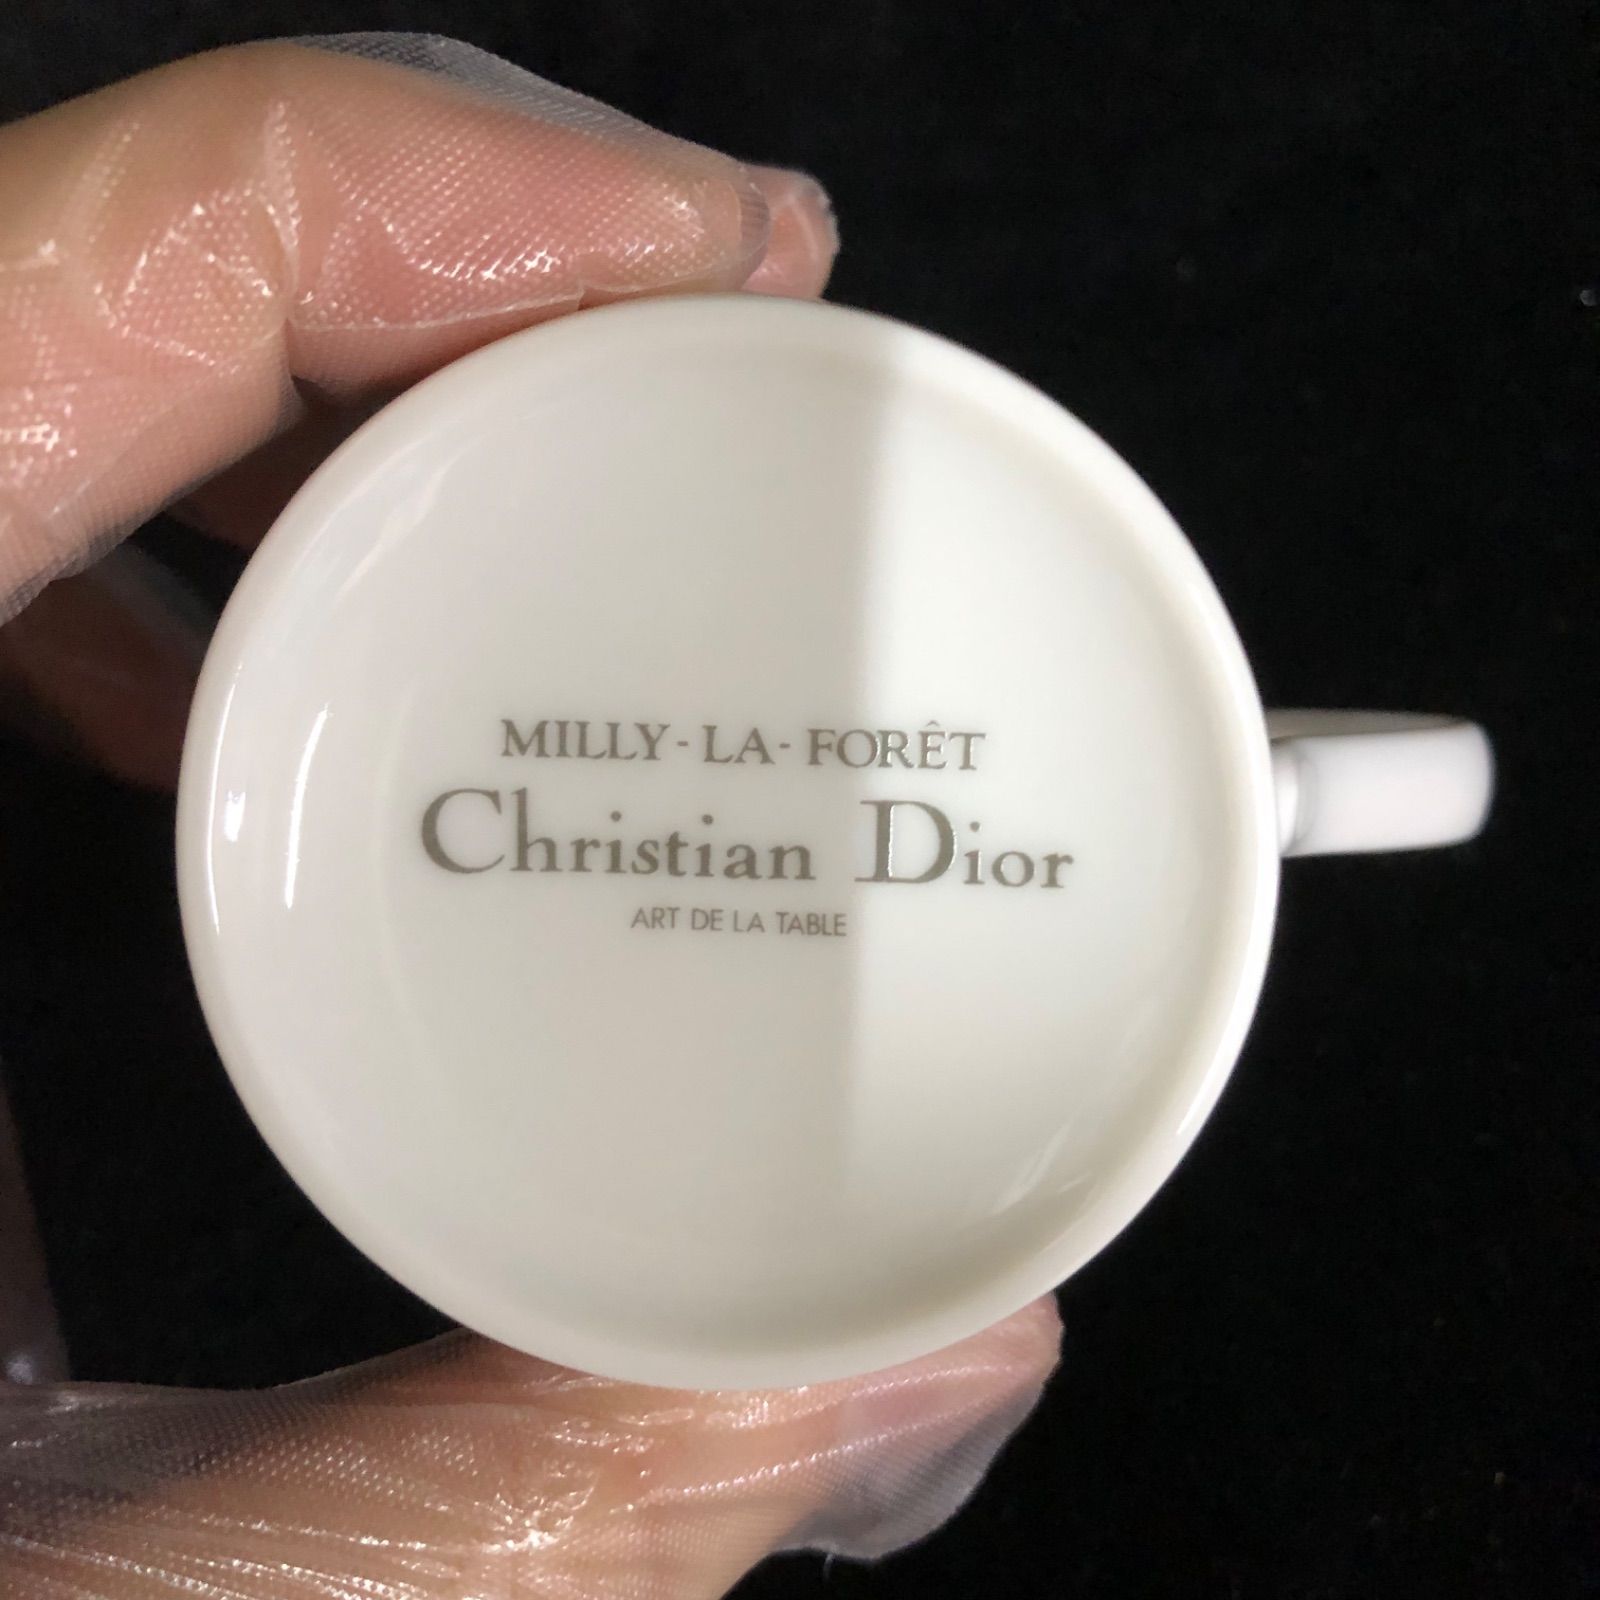 MILLY-LA-FORÊT
Christian Dior
ART DE LA TABLE